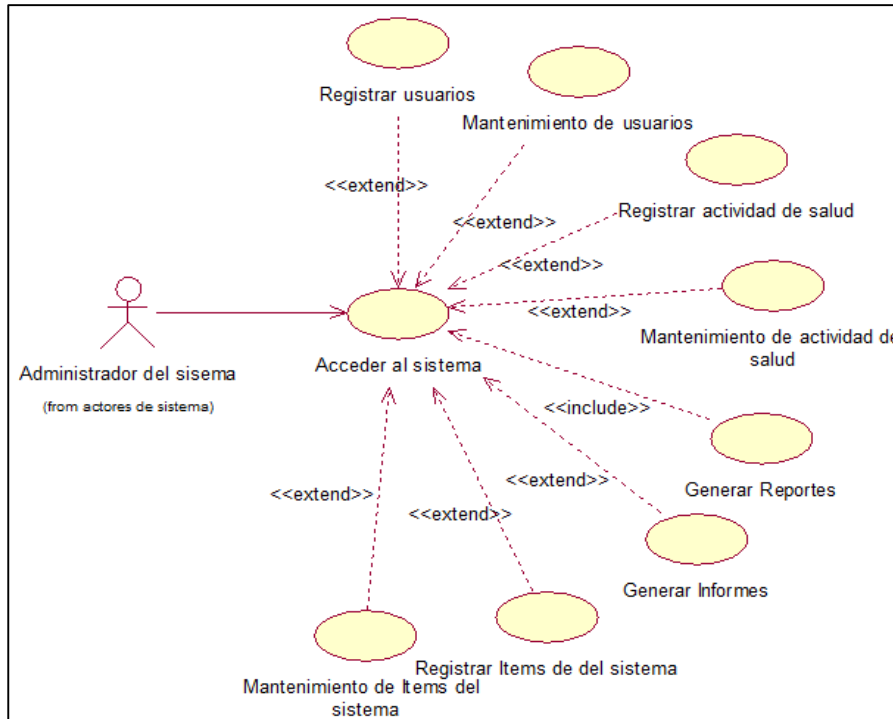 Registrar usuarios
Mantenimiento de usuarios
<<extend>>
Registrar actividad de salud
<<extend>>
<<extend>>
<<extend>>
Mantenimiento de actividad de
salud
Administrador del sisema
(from actores de sistema)
Acceder al sistema
<<include>>
Generar Reportes
<<extend>>
<<extend>>
<<extend>>
Generar Informes
Registrar Items de del sistema
Mantenimiento de Items del
sistema